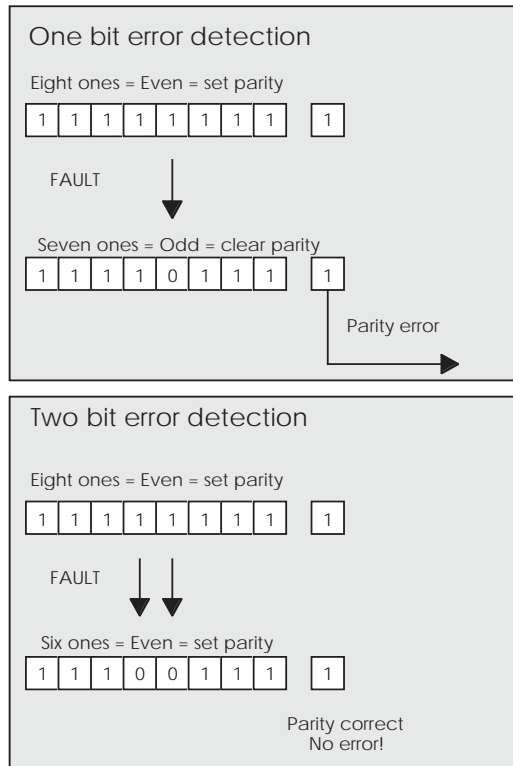 One bit error detection
Eight ones = Even = set parity
1 1 1 1 1 1 1 1 1
FAULT
Seven ones = Odd = clear parity
1 1 1 1 0 1 1 1 1
Parity error
Two bit error detection
Eight ones = Even = set parity
1 1 1 1 1 1 1 1 1
FAULT
Six ones = Even = set parity
1 1 1 0 0 1 1 1 1
Parity correct
No error!